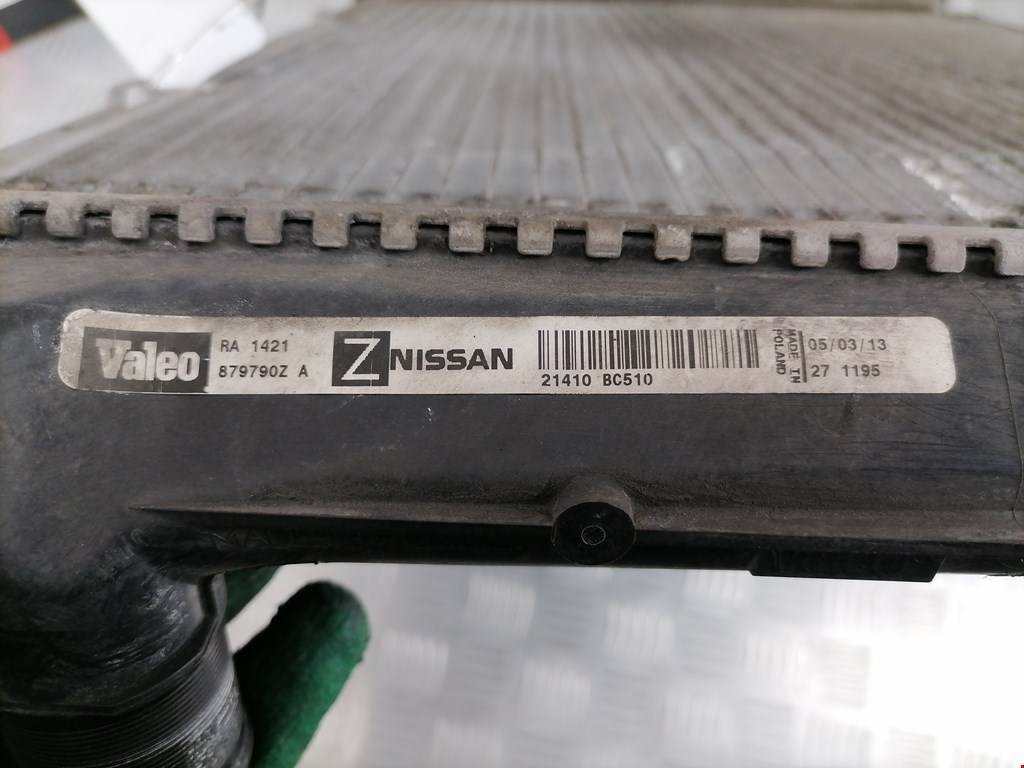 Valeo
RA 1421
879790Z A
Z NISSAN
21410 BC510
MADE IN
POLAND
05/03/13
27 1195